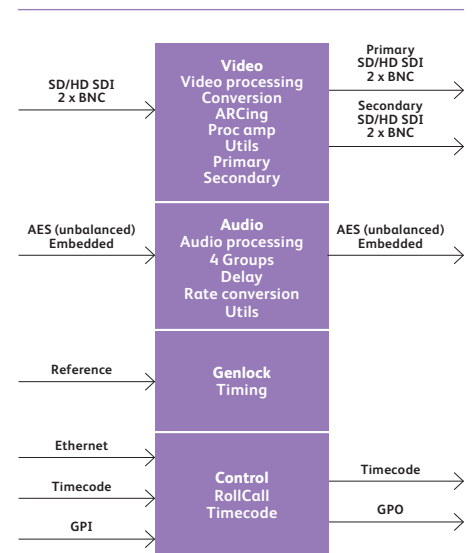 SD/HD SDI
2 x BNC
Video
Video processing
Conversion
ARCing
Proc amp
Utils
Primary
Secondary
Primary
SD/HD SDI
2 x BNC
Secondary
SD/HD SDI
2 x BNC
AES (unbalanced)
Embedded
Audio
Audio processing
4 Groups
Delay
Rate conversion
Utils
AES (unbalanced)
Embedded
Reference
Genlock
Timing
Ethernet
Timecode
GPI
Control
RollCall
Timecode
Timecode
GPO